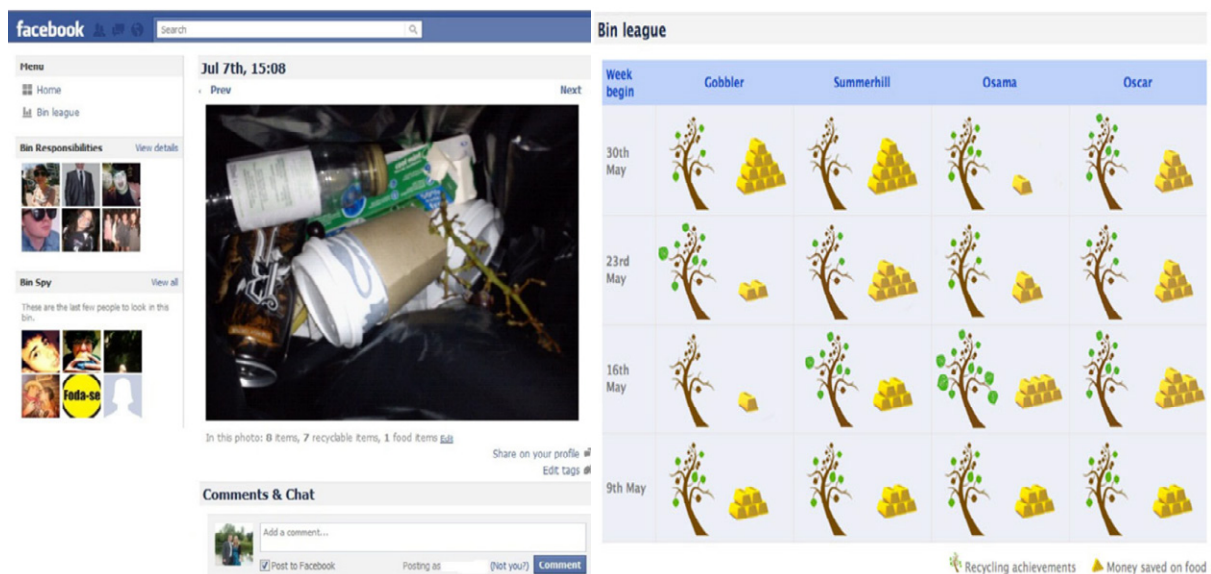 facebook
Search
Menu
Home
Bin league
Bin Responsibilities View details
Bin Spy View all
These are the last few people to look in this
bin.
Foda-se
Jul 7th, 15:08
Prev Next
In this photo: 8 items, 7 recyclable items, 1 food items Edit
Share on your profile
Edit tags
Comments & Chat
Add a comment...
Post to Facebook Posting as (Not you?) Comment
Bin league
Week
begin
Gobbler Summerhill Osama Oscar
30th
May
23rd
May
16th
May
9th May
Recycling achievements Money saved on food